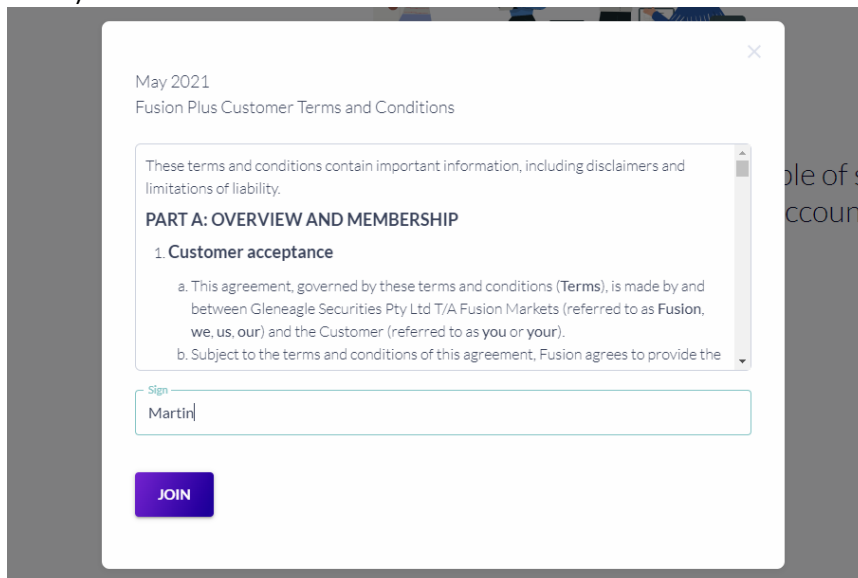 May 2021
Fusion Plus Customer Terms and Conditions
These terms and conditions contain important information, including disclaimers and
limitations of liability.
PART A: OVERVIEW AND MEMBERSHIP
1. Customer acceptance
a. This agreement, governed by these terms and conditions (Terms), is made by and
between Gleneagle Securities Pty Ltd T/A Fusion Markets (referred to as Fusion,
we, us, our) and the Customer (referred to as you or your).
b. Subject to the terms and conditions of this agreement, Fusion agrees to provide the
of
Sign
Martin
JOIN